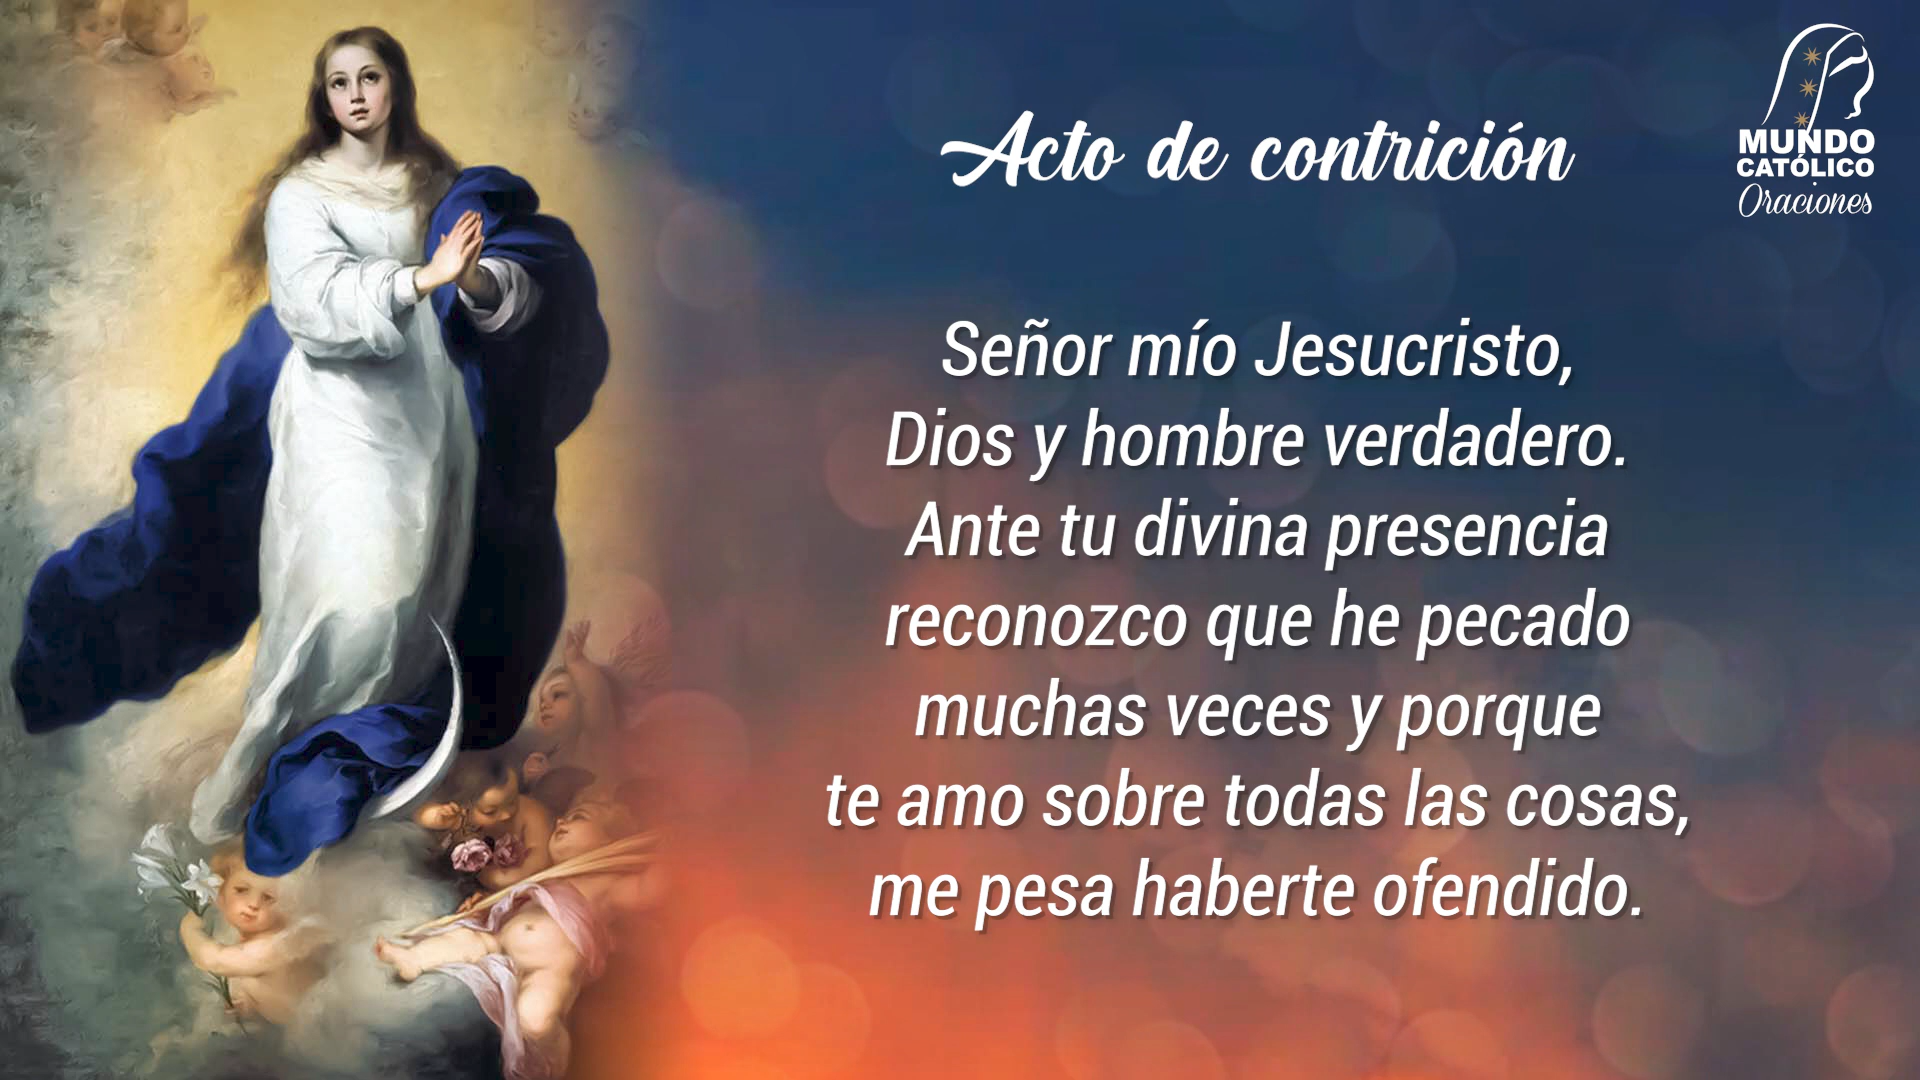 Acto de contrición
MUNDO
CATÓLICO
Oraciones
Señor mío Jesucristo,
Dios y hombre verdadero.
Ante tu divina presencia
reconozco que he pecado
muchas veces y porque
te amo sobre todas las cosas,
me pesa haberte ofendido.